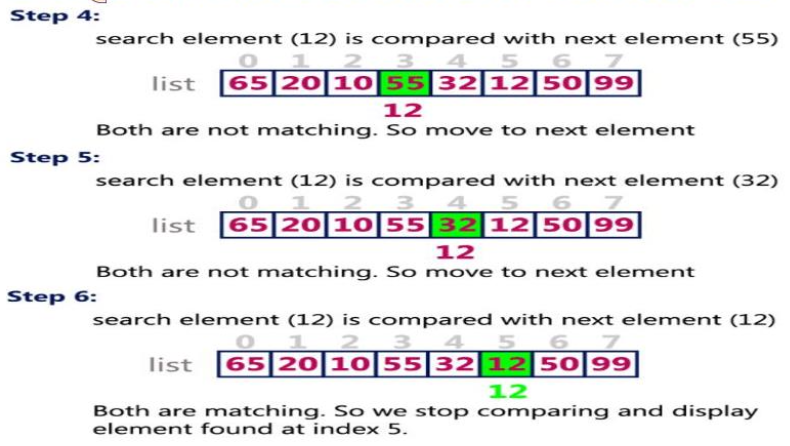 Step 4:
search element (12) is compared with next element (55)
0 1 2 3 4 5 6 7
list 65 20 10 55 32 12 50 99
12
Both are not matching. So move to next element
Step 5:
search element (12) is compared with next element (32)
0 1 2 3 4 5 6 7
list 65 20 10 55 32 12 50 99
12
Both are not matching. So move to next element
Step 6:
search element (12) is compared with next element (12)
0 1 2 3 4 5 6 7
list 65 20 10 55 32 12 50 99
12
Both are matching. So we stop comparing and display
element found at index 5.